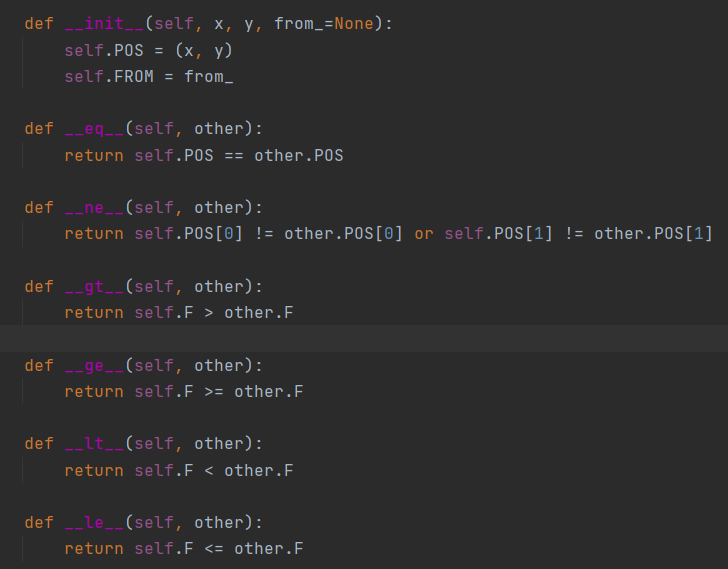 def __init__(self, x, y, from_=None):
    self.POS = (x, y)
    self.FROM = from_
def __eq__(self, other):
    return self.POS == other.POS
def __ne__(self, other):
    return self.POS[0] != other.POS[0] or self.POS[1] != other.POS[1]
def __gt__(self, other):
    return self.F > other.F
def __ge__(self, other):
    return self.F >= other.F
def __lt__(self, other):
    return self.F < other.F
def __le__(self, other):
    return self.F <= other.F